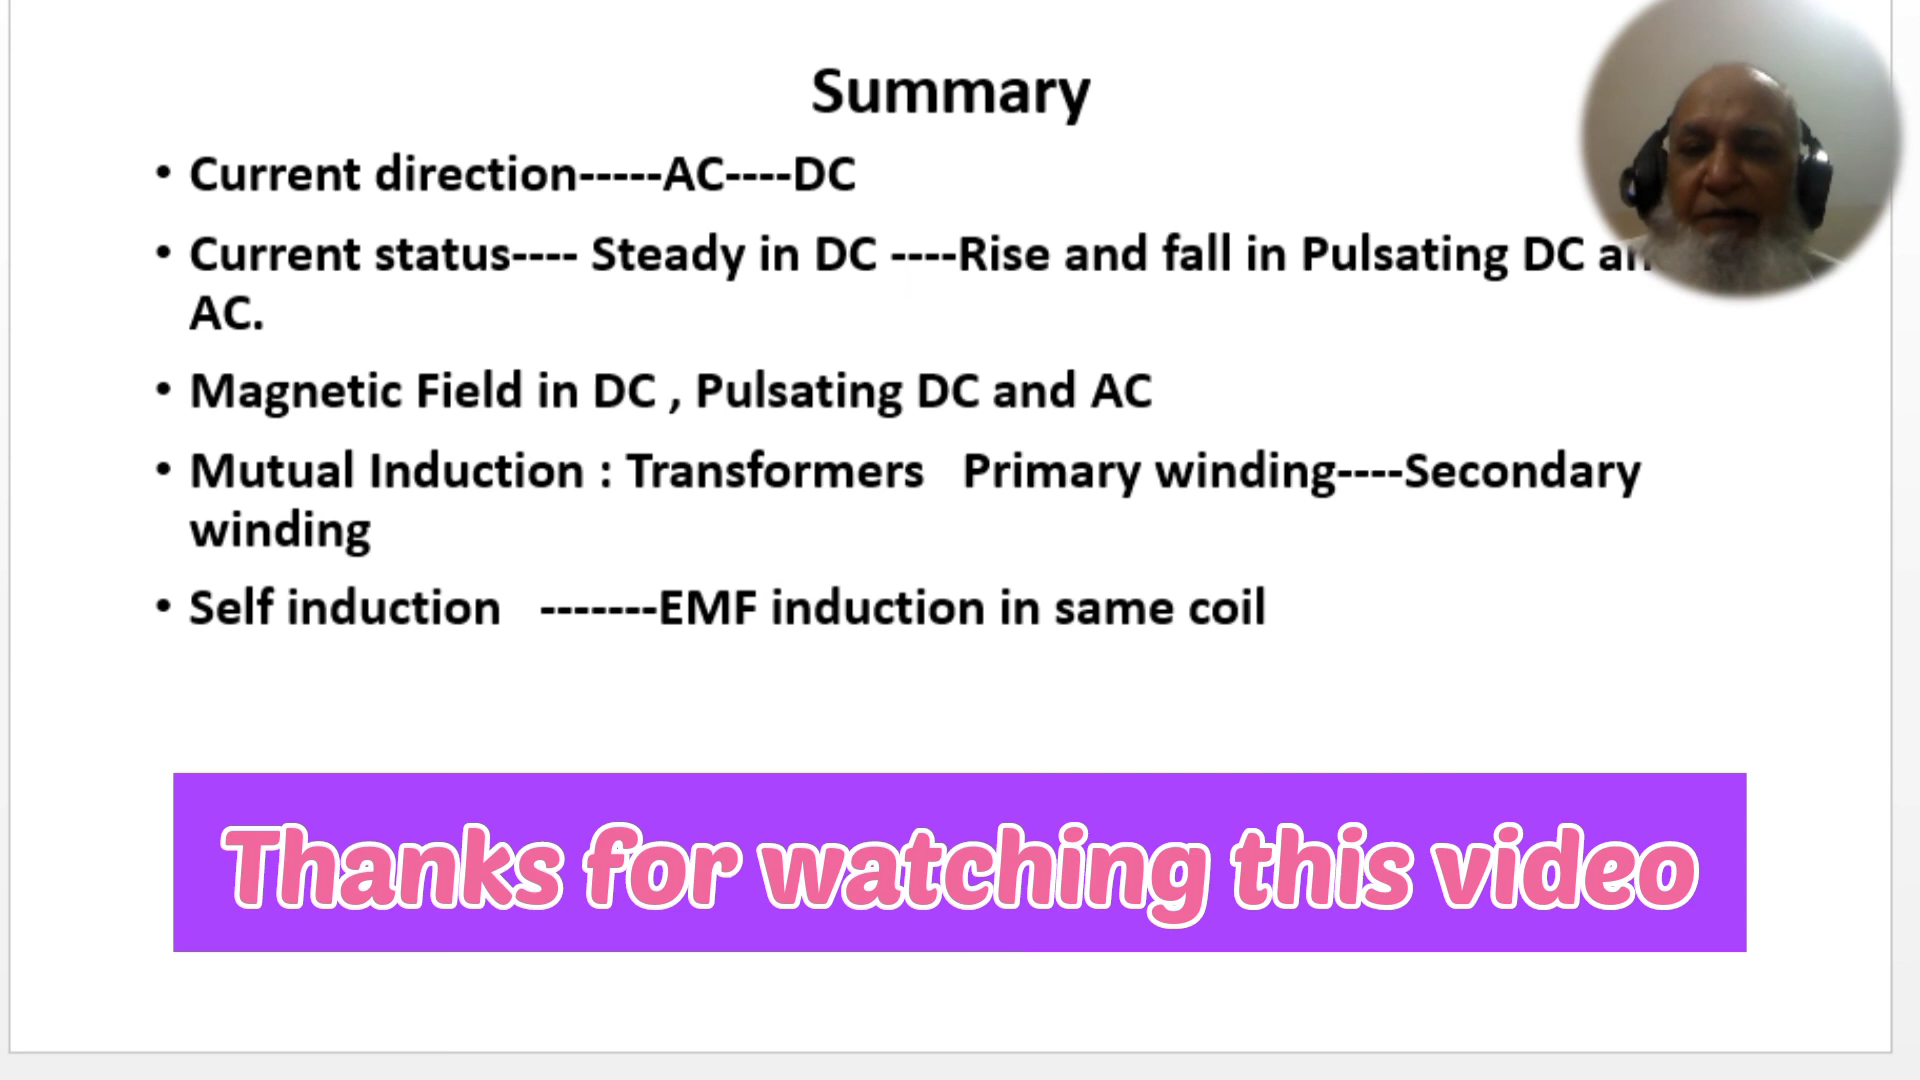 Summary
• Current direction-----AC----DC
• Current status---- Steady in DC ----Rise and fall in Pulsating DC
AC.
• Magnetic Field in DC , Pulsating DC and AC
• Mutual Induction : Transformers Primary winding----Secondary
winding
• Self induction -------EMF induction in same coil
Thanks for watching this video